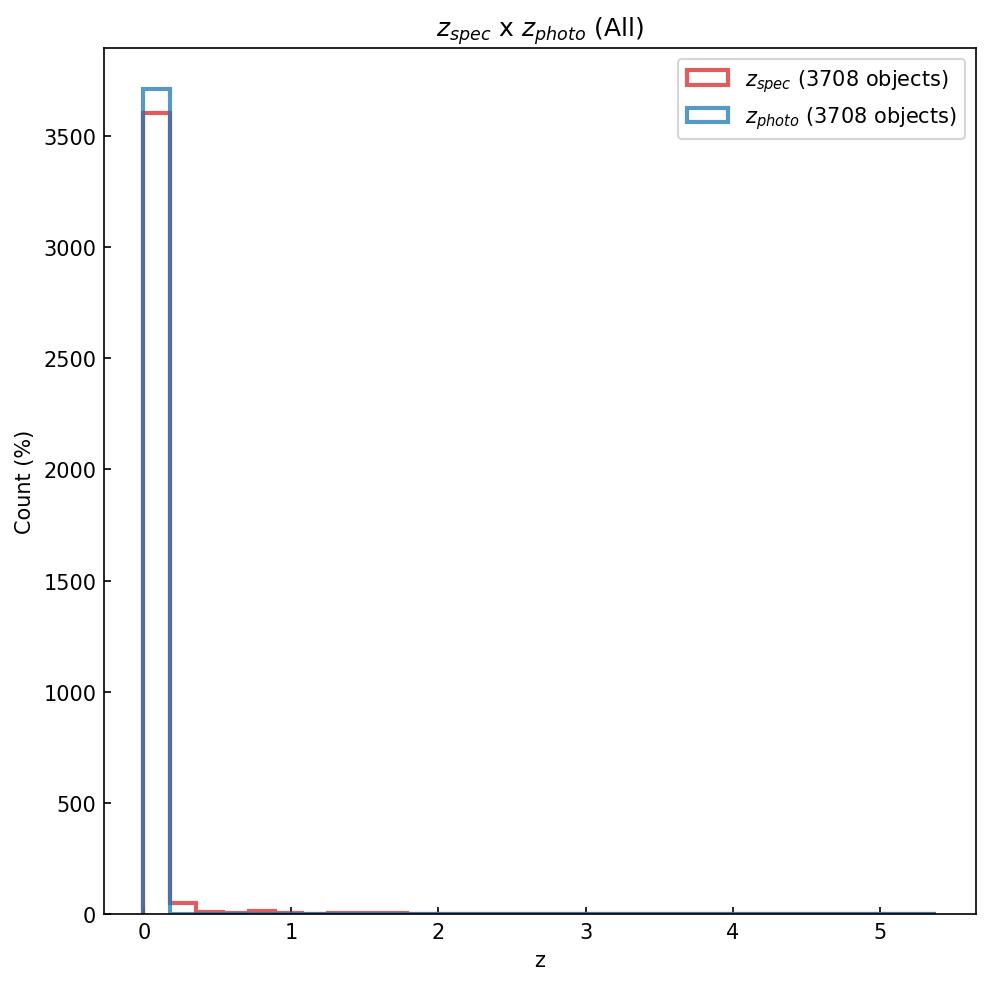 z_spec x z_photo (All)
z_spec (3708 objects)
z_photo (3708 objects)
Count (%)
3500
3000
2500
2000
1500
1000
500
0
0 1 2 3 4 5
z